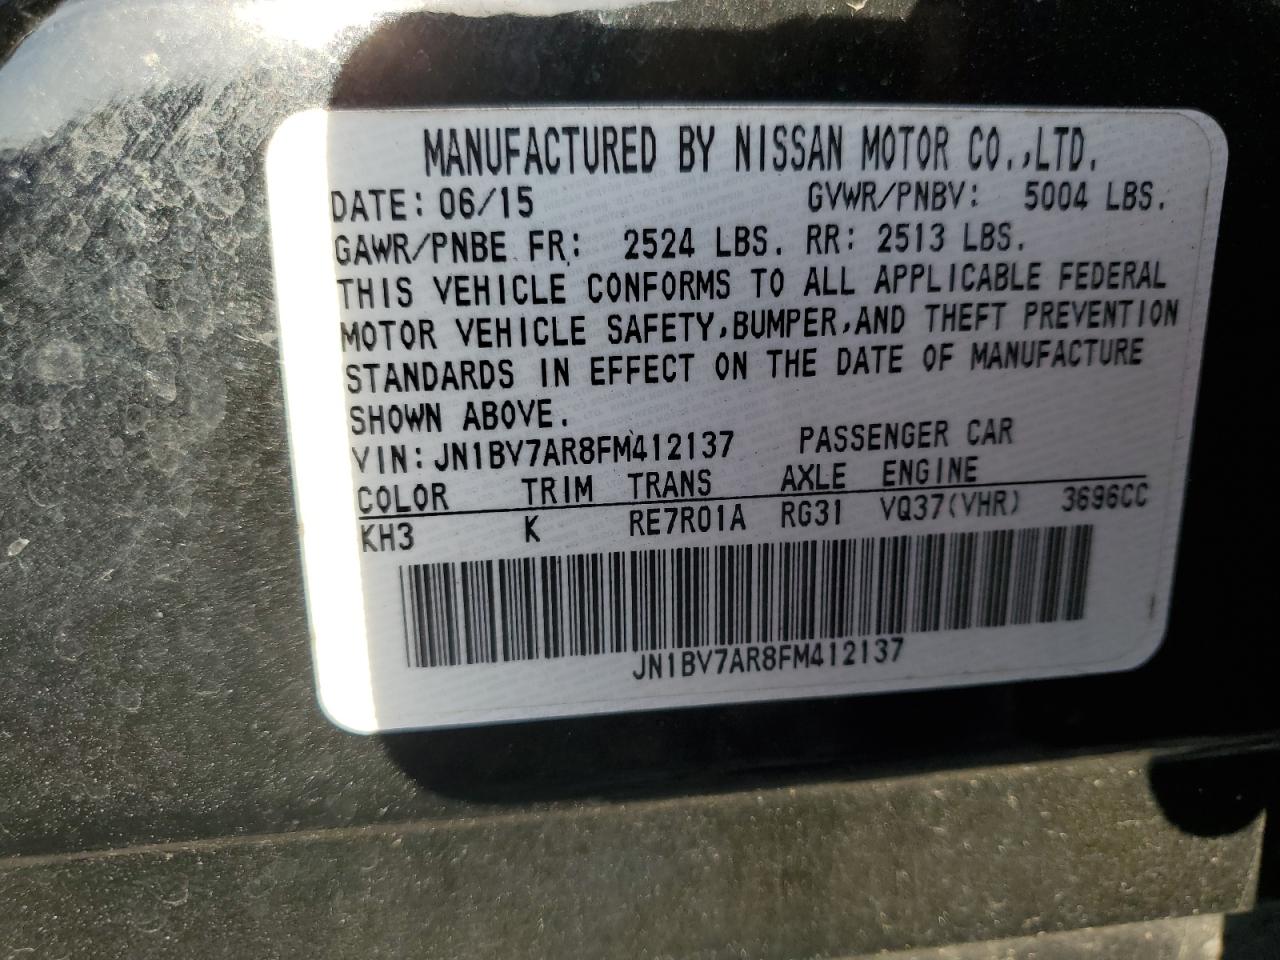 MANUFACTURED BY NISSAN MOTOR CO.,LTD.
DATE: 06/15 GVWR/PNBV: 5004 LBS.
GAWR/PNBE FR: 2524 LBS. RR: 2513 LBS.
THIS VEHICLE CONFORMS TO ALL APPLICABLE FEDERAL
MOTOR VEHICLE SAFETY,BUMPER,AND THEFT PREVENTION
STANDARDS IN EFFECT ON THE DATE OF MANUFACTURE
SHOWN ABOVE.
VIN: JN1BV7AR8FM412137 PASSENGER CAR
COLOR TRIM TRANS AXLE ENGINE
KH3 K RE7R01A RG31 VQ37(VHR) 3696CC
JN1BV7AR8FM412137